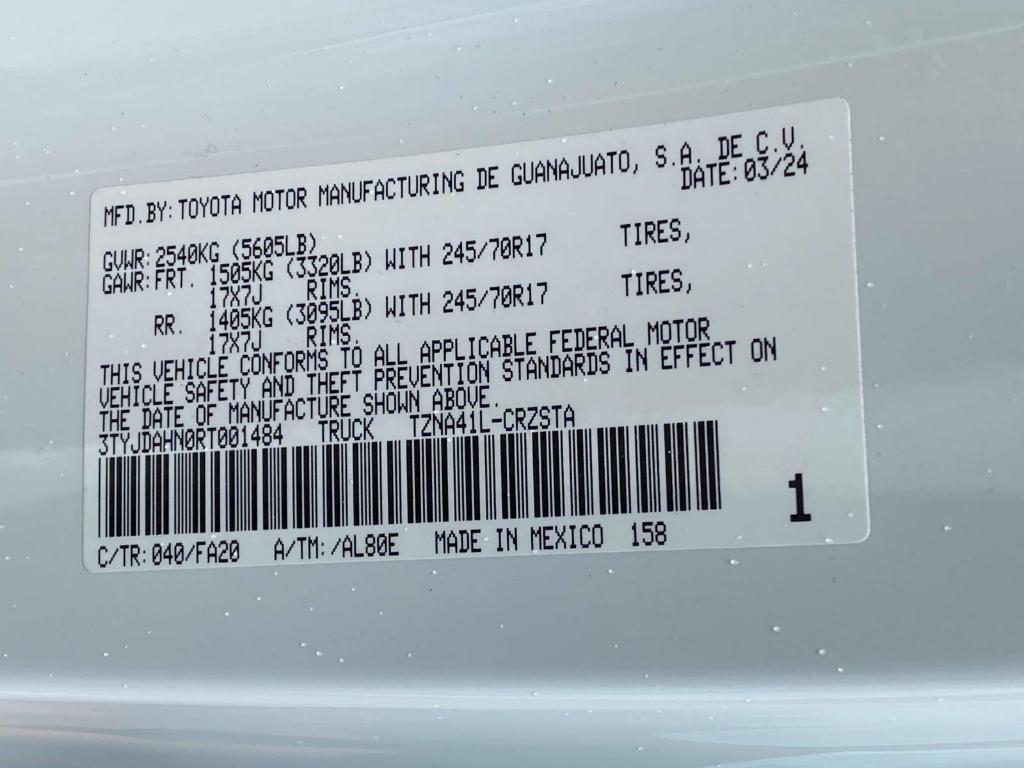 MFD.BY: TOYOTA MOTOR MANUFACTURING DE GUANAJUATO, S.A. DE C.V.
DATE: 03/24
GVWR: 2540KG (5605LB)
GAWR: FRT. 1505KG (3320LB) WITH 245/70R17 TIRES,
17X7J RIMS.
RR. 1405KG (3095LB) WITH 245/70R17 TIRES,
17X7J RIMS.
THIS VEHICLE CONFORMS TO ALL APPLICABLE FEDERAL MOTOR
VEHICLE SAFETY AND THEFT PREVENTION STANDARDS IN EFFECT ON
THE DATE OF MANUFACTURE SHOWN ABOVE.
3TYJDAHN0RT001484 TRUCK TZNA41L-CRZSTA
1
C/TR: 040/FA20 A/TM: /AL80E MADE IN MEXICO 158